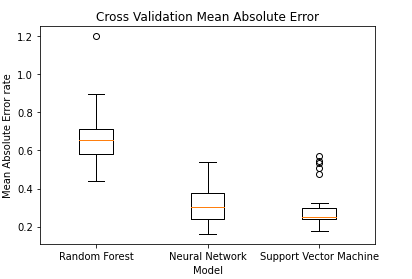 Cross Validation Mean Absolute Error
Mean Absolute Error rate
1.2
1.0
0.8
0.6
0.4
0.2
Random Forest
Neural Network
Support Vector Machine
Model